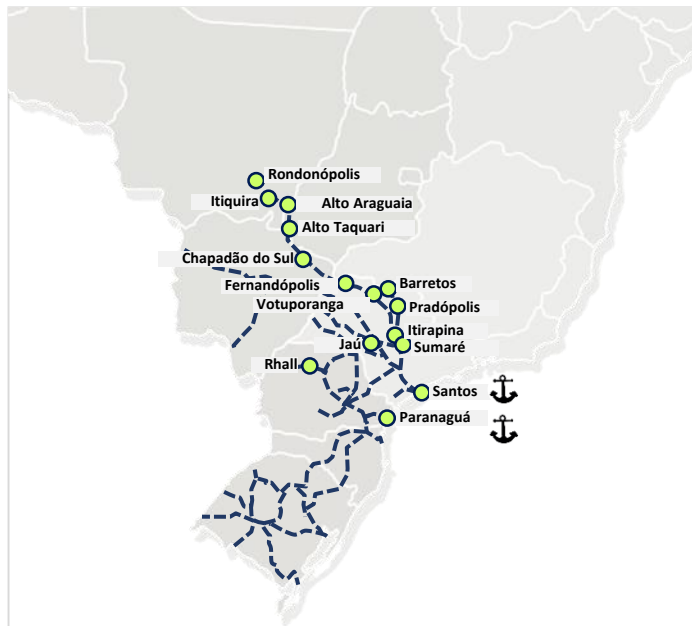 Rondonópolis
Itiquira
Alto Araguaia
Alto Taquari
Chapadão do Sul
Fernandópolis
Barretos
Votuporanga
Pradópolis
Itirapina
Jaú
Sumaré
Rhall
Santos
Paranaguá